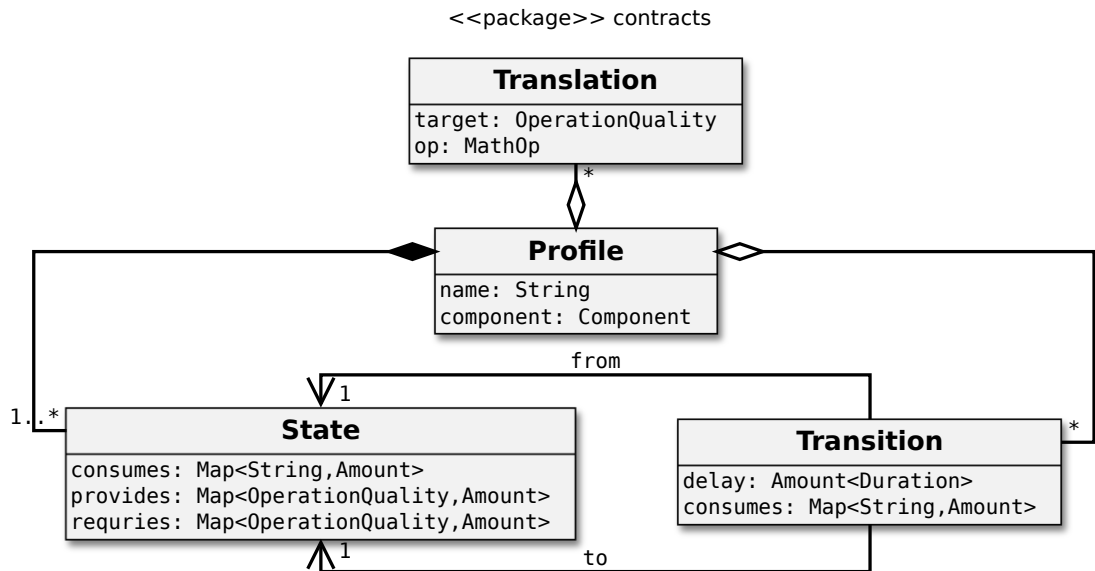 <<package>> contracts
Translation
target: OperationQuality
op: MathOp
*
Profile
name: String
component: Component
from
1
1..*
State
consumes: Map<String,Amount>
provides: Map<OperationQuality,Amount>
requries: Map<OperationQuality,Amount>
*
Transition
delay: Amount<Duration>
consumes: Map<String,Amount>
1
to